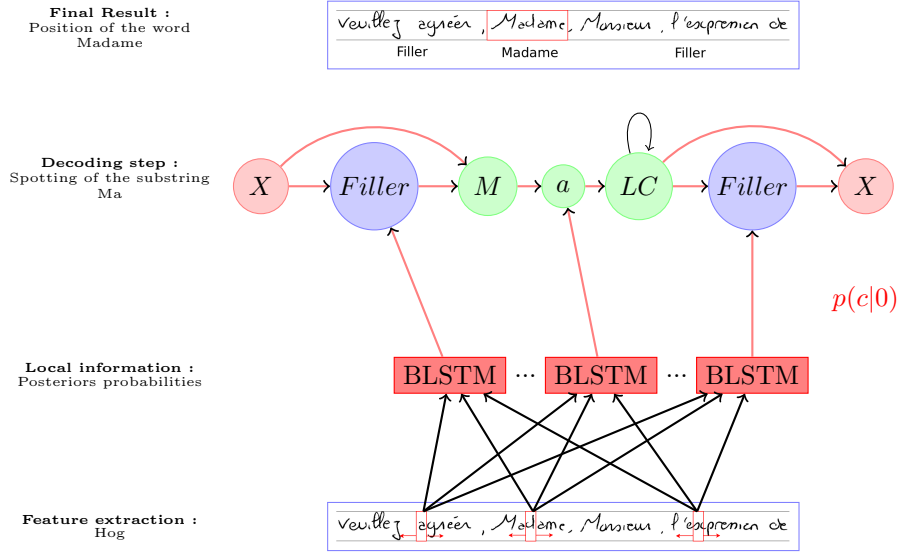 Final Result :
Position of the word
Madame
veuillez agréer, Madame, Monsieur, l'expression de
Filler Madame Filler
Decoding step :
Spotting of the substring
Ma
X Filler M a LC Filler X
p(c|0)
Local information :
Posteriors probabilities
BLSTM ... BLSTM ... BLSTM
Feature extraction :
Hog
veuillez agréer, Madame, Monsieur, l'expression de